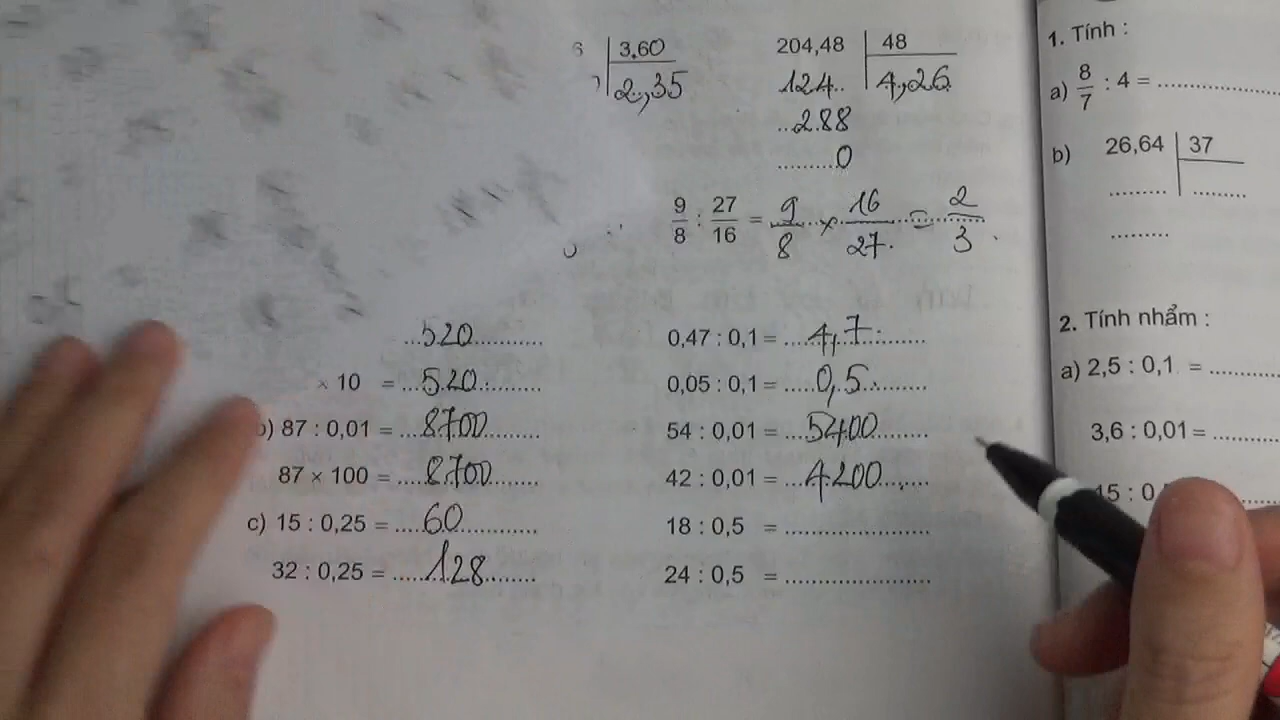 6 | 3,60
2,35
204,48 | 48
124 4,26
288
0
9/8 : 27/16 = 9/8 × 16/27 = 2/3
520
× 10 = 520
b) 87 : 0,01 = 8700
87 × 100 = 8700
c) 15 : 0,25 = 60
32 : 0,25 = 128
0,47 : 0,1 = 4,7
0,05 : 0,1 = 0,5
54 : 0,01 = 5400
42 : 0,01 = 4200
18 : 0,5 = ....................
24 : 0,5 = ....................
1. Tính :
a) 8/7 : 4 = ....................
b) 26,64 | 37
2. Tính nhẩm :
a) 2,5 : 0,1 = ............
3,6 : 0,01 = ............
15 : 0